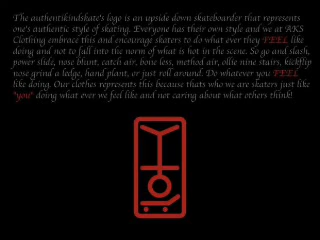 The authentikindskate's logo is an upside down skateboarder that represents
one's authentic style of skating. Everyone has their own style and we at AKS
Clothing embrace this and encourage skaters to do what ever they FEEL like
doing and not to fall into the norm of what is hot in the scene. So go and slash,
power slide, nose blunt, catch air, bone less, method air, ollie nine stairs, kickflip
nose grind a ledge, hand plant, or just roll around. Do whatever you FEEL
like doing. Our clothes represents this because thats who we are skaters just like
"you" doing what ever we feel like and not caring about what others think!